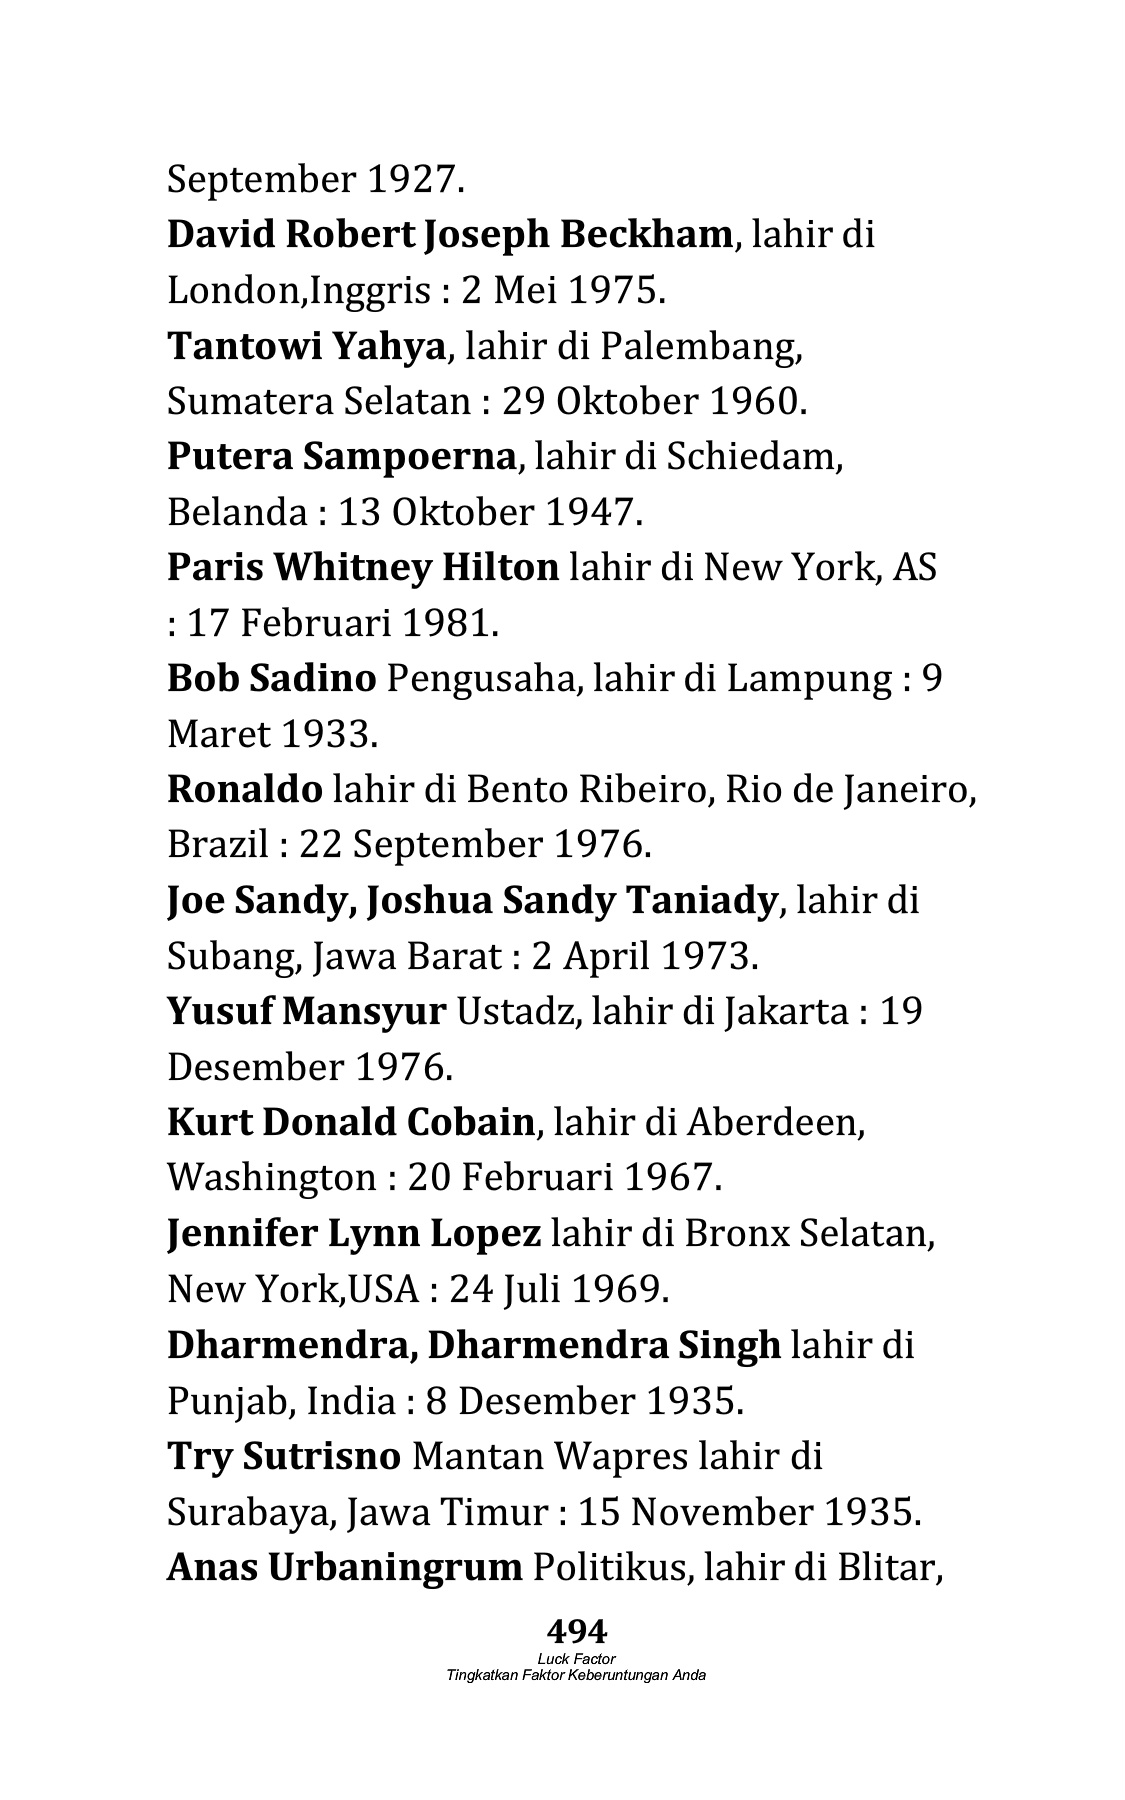 September 1927.
David Robert Joseph Beckham, lahir di
London,Inggris : 2 Mei 1975.
Tantowi Yahya, lahir di Palembang,
Sumatera Selatan : 29 Oktober 1960.
Putera Sampoerna, lahir di Schiedam,
Belanda : 13 Oktober 1947.
Paris Whitney Hilton lahir di New York, AS
: 17 Februari 1981.
Bob Sadino Pengusaha, lahir di Lampung : 9
Maret 1933.
Ronaldo lahir di Bento Ribeiro, Rio de Janeiro,
Brazil : 22 September 1976.
Joe Sandy, Joshua Sandy Taniady, lahir di
Subang, Jawa Barat : 2 April 1973.
Yusuf Mansyur Ustadz, lahir di Jakarta : 19
Desember 1976.
Kurt Donald Cobain, lahir di Aberdeen,
Washington : 20 Februari 1967.
Jennifer Lynn Lopez lahir di Bronx Selatan,
New York,USA : 24 Juli 1969.
Dharmendra, Dharmendra Singh lahir di
Punjab, India : 8 Desember 1935.
Try Sutrisno Mantan Wapres lahir di
Surabaya, Jawa Timur : 15 November 1935.
Anas Urbaningrum Politikus, lahir di Blitar,
494
Luck Factor
Tingkatkan Faktor Keberuntungan Anda